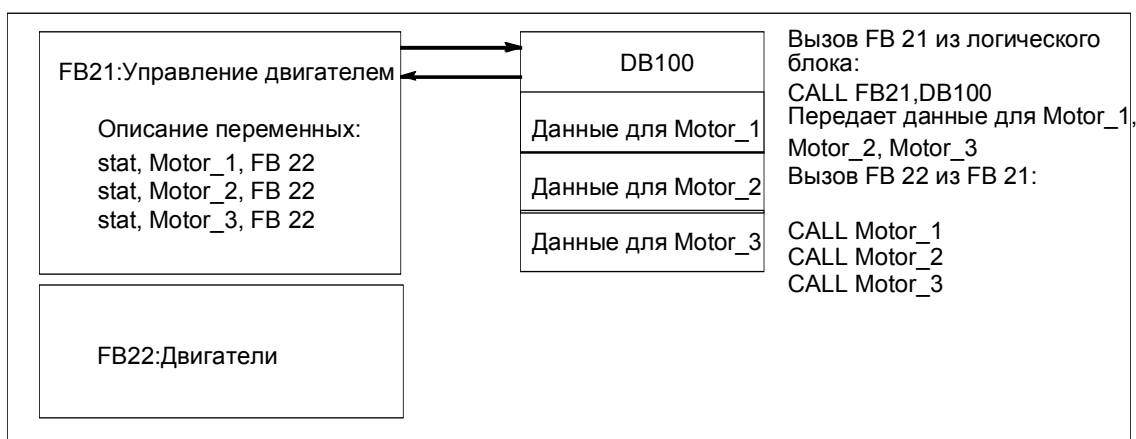 FB21:Управление двигателем
Описание переменных:
stat, Motor_1, FB 22
stat, Motor_2, FB 22
stat, Motor_3, FB 22
FB22:Двигатели
DB100
Данные для Motor_1
Данные для Motor_2
Данные для Motor_3
Вызов FB 21 из логического
блока:
CALL FB21,DB100
Передает данные для Motor_1,
Motor_2, Motor_3
Вызов FB 22 из FB 21:
CALL Motor_1
CALL Motor_2
CALL Motor_3